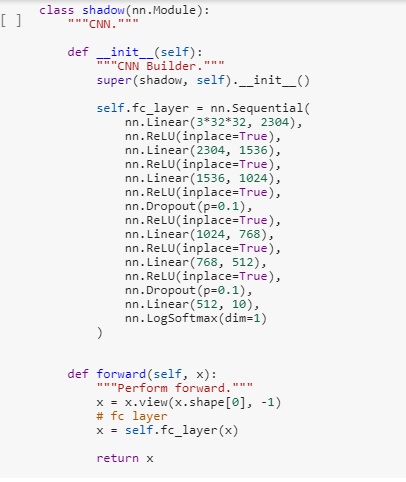 class shadow(nn.Module):
[ ]
    """CNN."""
    def __init__(self):
        """CNN Builder."""
        super(shadow, self).__init__()
        self.fc_layer = nn.Sequential(
            nn.Linear(3*32*32, 2304),
            nn.ReLU(inplace=True),
            nn.Linear(2304, 1536),
            nn.ReLU(inplace=True),
            nn.Linear(1536, 1024),
            nn.ReLU(inplace=True),
            nn.Dropout(p=0.1),
            nn.ReLU(inplace=True),
            nn.Linear(1024, 768),
            nn.ReLU(inplace=True),
            nn.Linear(768, 512),
            nn.ReLU(inplace=True),
            nn.Dropout(p=0.1),
            nn.Linear(512, 10),
            nn.LogSoftmax(dim=1)
        )
    def forward(self, x):
        """Perform forward."""
        x = x.view(x.shape[0], -1)
        # fc layer
        x = self.fc_layer(x)
        return x